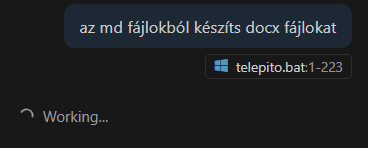 az md fájlokból készíts docx fájlokat
telepito.bat:1-223
Working...